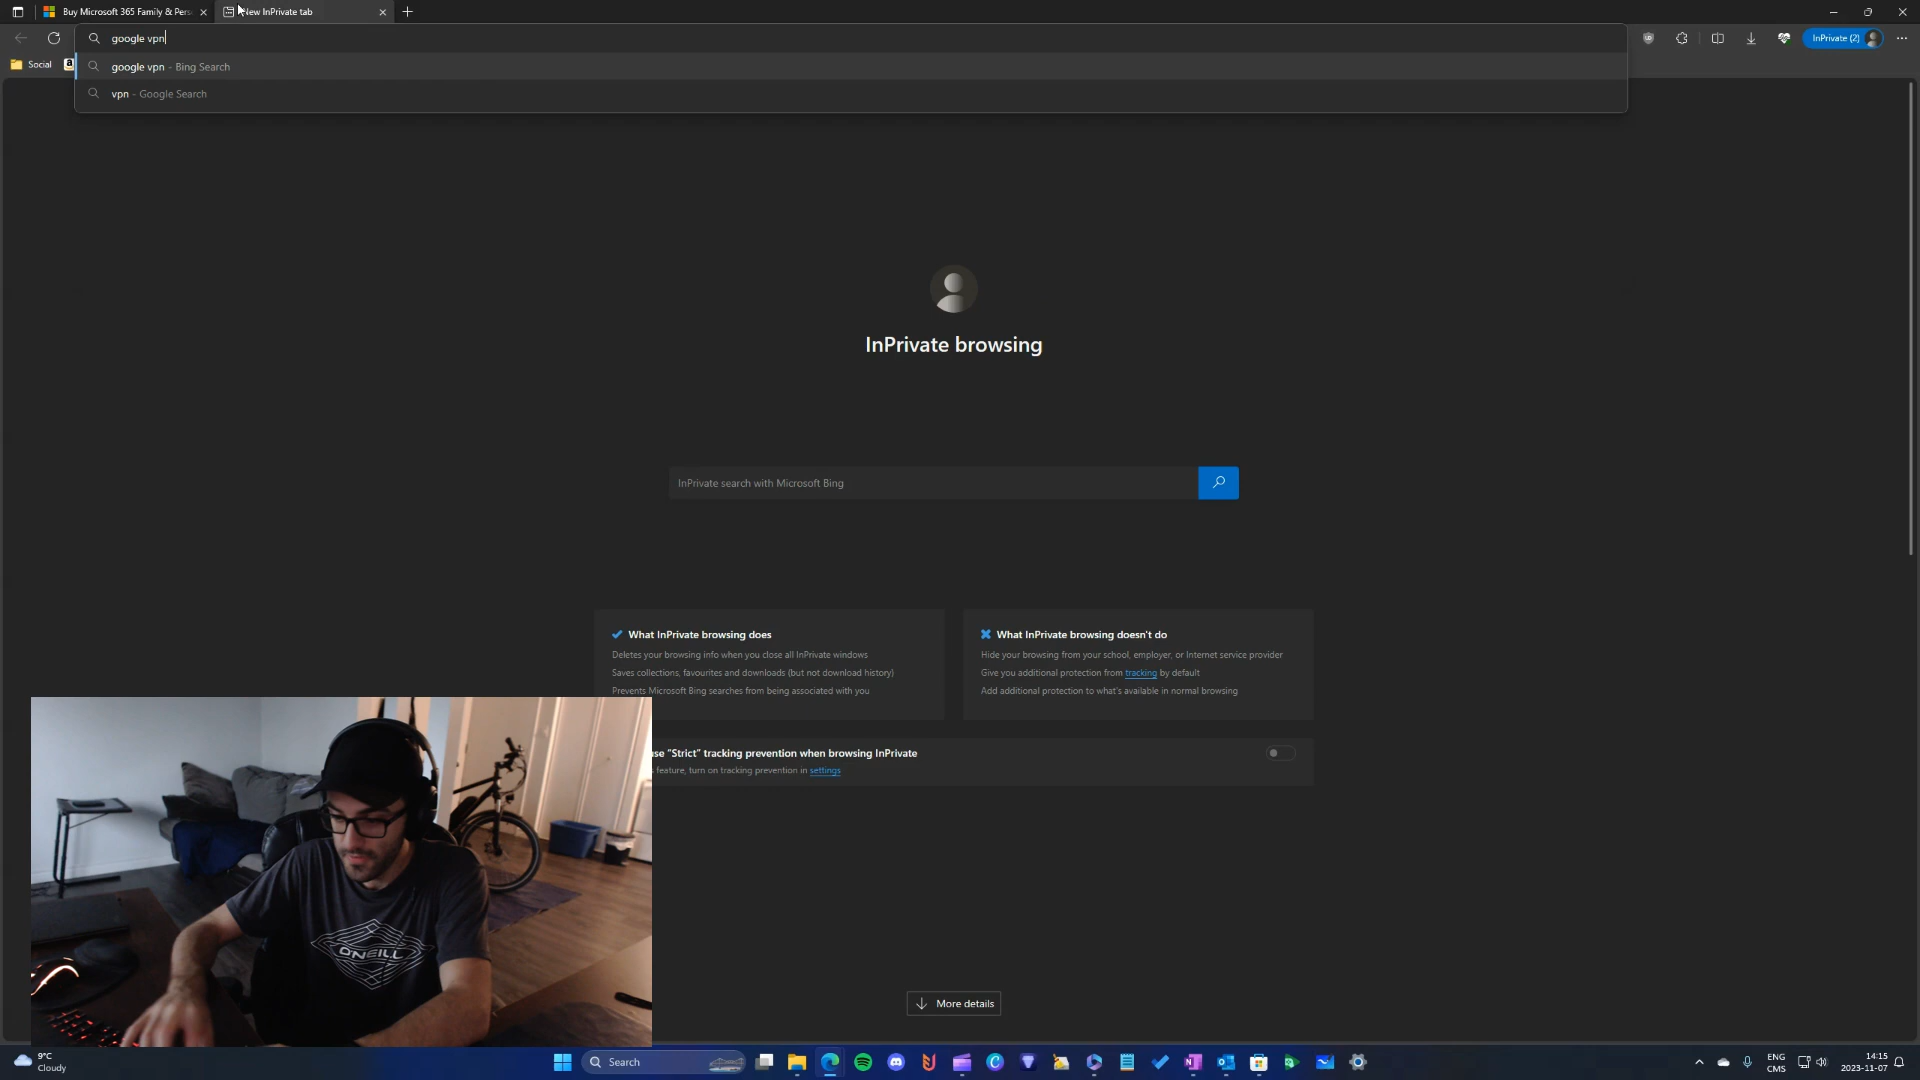 Buy Microsoft 365 Family & Pers
New InPrivate tab
google vpn
InPrivate (2)
Social
google vpn - Bing Search
vpn - Google Search
InPrivate browsing
InPrivate search with Microsoft Bing
What InPrivate browsing does
Deletes your browsing info when you close all InPrivate windows
Saves collections, favourites and downloads (but not download history)
Prevents Microsoft Bing searches from being associated with you
What InPrivate browsing doesn't do
Hide your browsing from your school, employer, or Internet service provider
Give you additional protection from tracking by default
Add additional protection to what's available in normal browsing
se "Strict" tracking prevention when browsing InPrivate
feature, turn on tracking prevention in settings
O'NEILL
More details
9°C
Cloudy
Search
ENG
CMS
14:15
2023-11-07